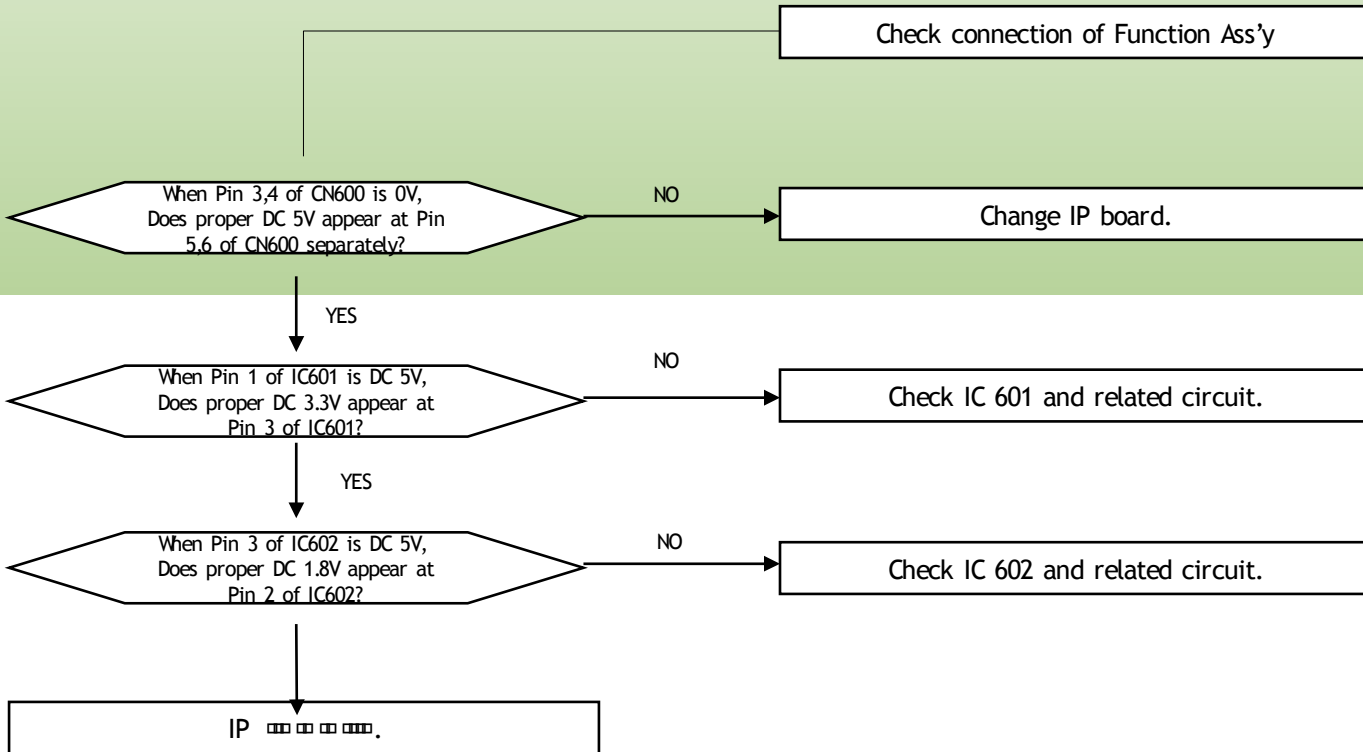 Check connection of Function Ass’y
When Pin 3,4 of CN600 is 0V,
Does proper DC 5V appear at Pin
5,6 of CN600 separately?
NO
Change IP board.
YES
When Pin 1 of IC601 is DC 5V,
Does proper DC 3.3V appear at
Pin 3 of IC601?
NO
Check IC 601 and related circuit.
YES
When Pin 3 of IC602 is DC 5V,
Does proper DC 1.8V appear at
Pin 2 of IC602?
NO
Check IC 602 and related circuit.
IP